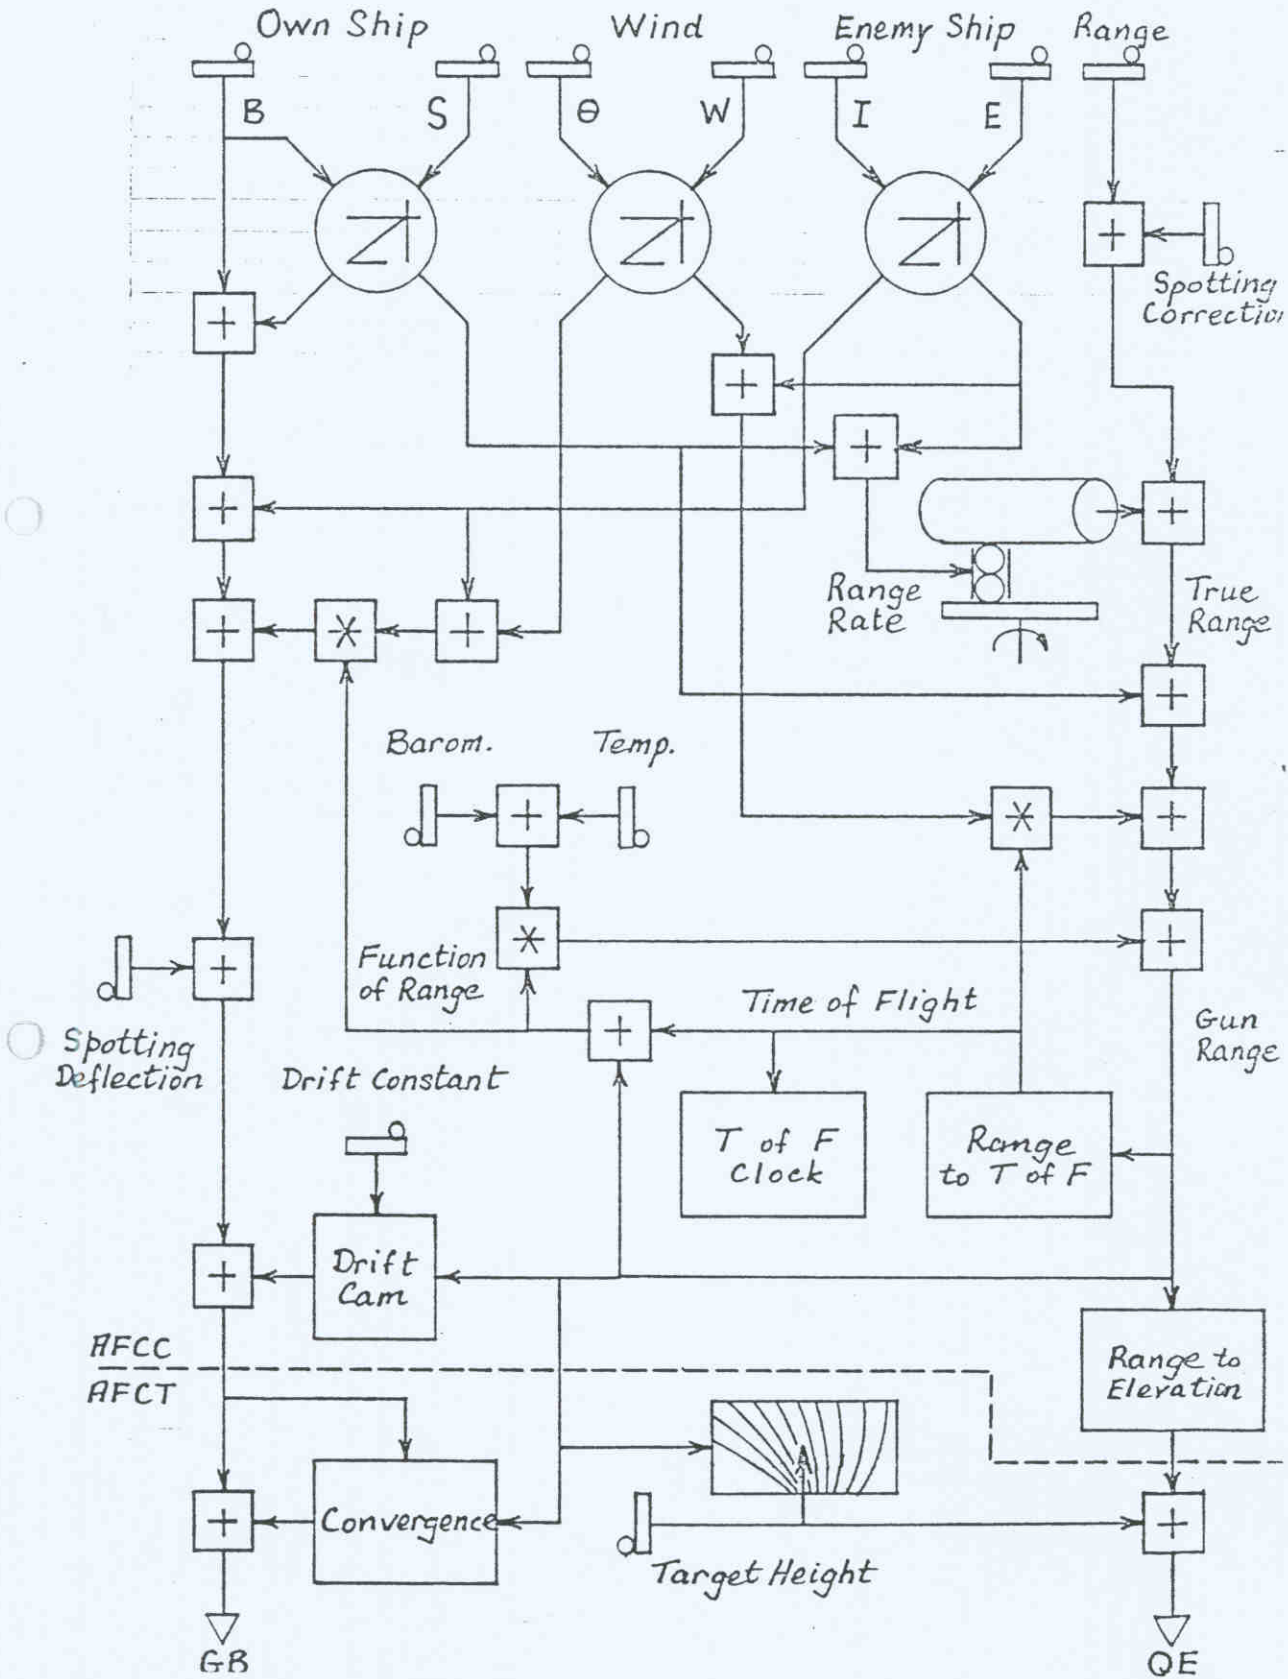 Own Ship
Wind
Enemy Ship
Range
B
S
Θ
W
I
E
Spotting
Correction
Range
Rate
True
Range
Barom.
Temp.
Function
of Range
Time of Flight
Gun
Range
Spotting
Deflection
Drift Constant
T of F
Clock
Range
to T of F
Drift
Cam
AFCC
AFCT
Range to
Elevation
Convergence
Target Height
GB
QE